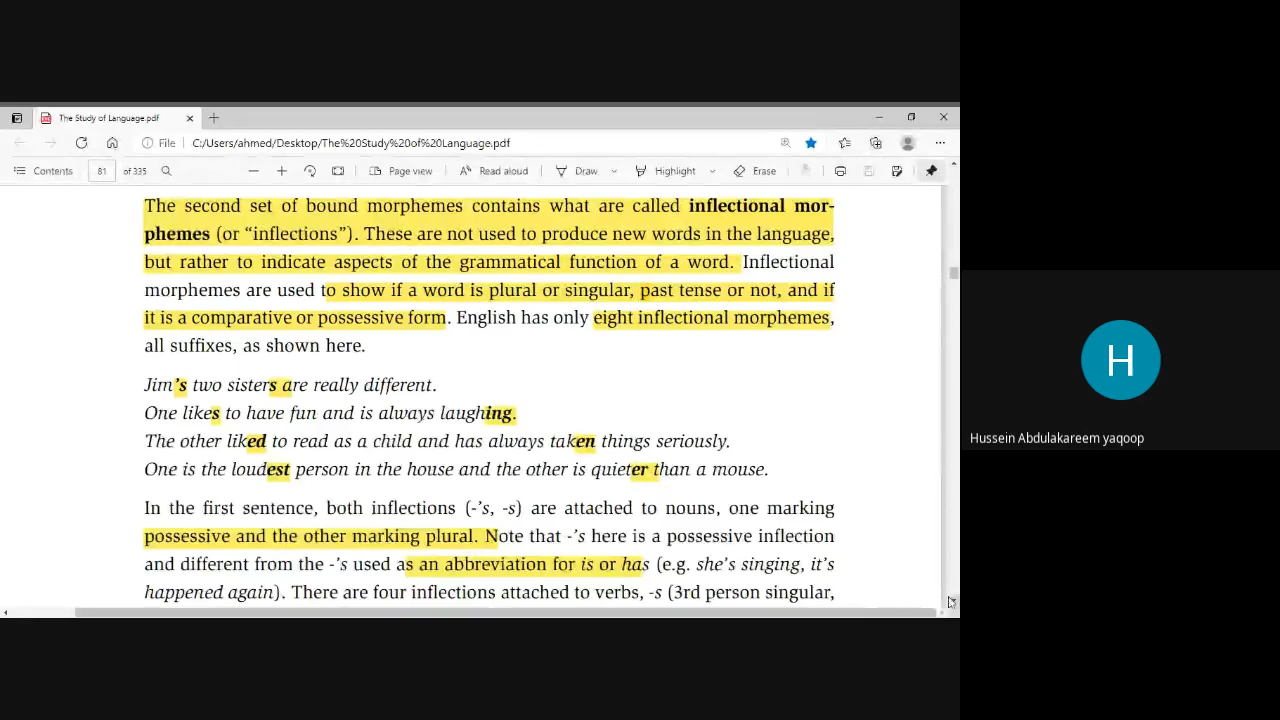 The Study of Language.pdf
File C:/Users/ahmed/Desktop/The%20Study%20of%20Language.pdf
Contents 81 of 335 Page view Read aloud Draw Highlight Erase
The second set of bound morphemes contains what are called inflectional mor-
phemes (or “inflections”). These are not used to produce new words in the language,
but rather to indicate aspects of the grammatical function of a word. Inflectional
morphemes are used to show if a word is plural or singular, past tense or not, and if
it is a comparative or possessive form. English has only eight inflectional morphemes,
all suffixes, as shown here.
Jim’s two sisters are really different.
One likes to have fun and is always laughing.
The other liked to read as a child and has always taken things seriously.
One is the loudest person in the house and the other is quieter than a mouse.
In the first sentence, both inflections (-’s, -s) are attached to nouns, one marking
possessive and the other marking plural. Note that -’s here is a possessive inflection
and different from the -’s used as an abbreviation for is or has (e.g. she’s singing, it’s
happened again). There are four inflections attached to verbs, -s (3rd person singular,
H
Hussein Abdulakareem yaqoop